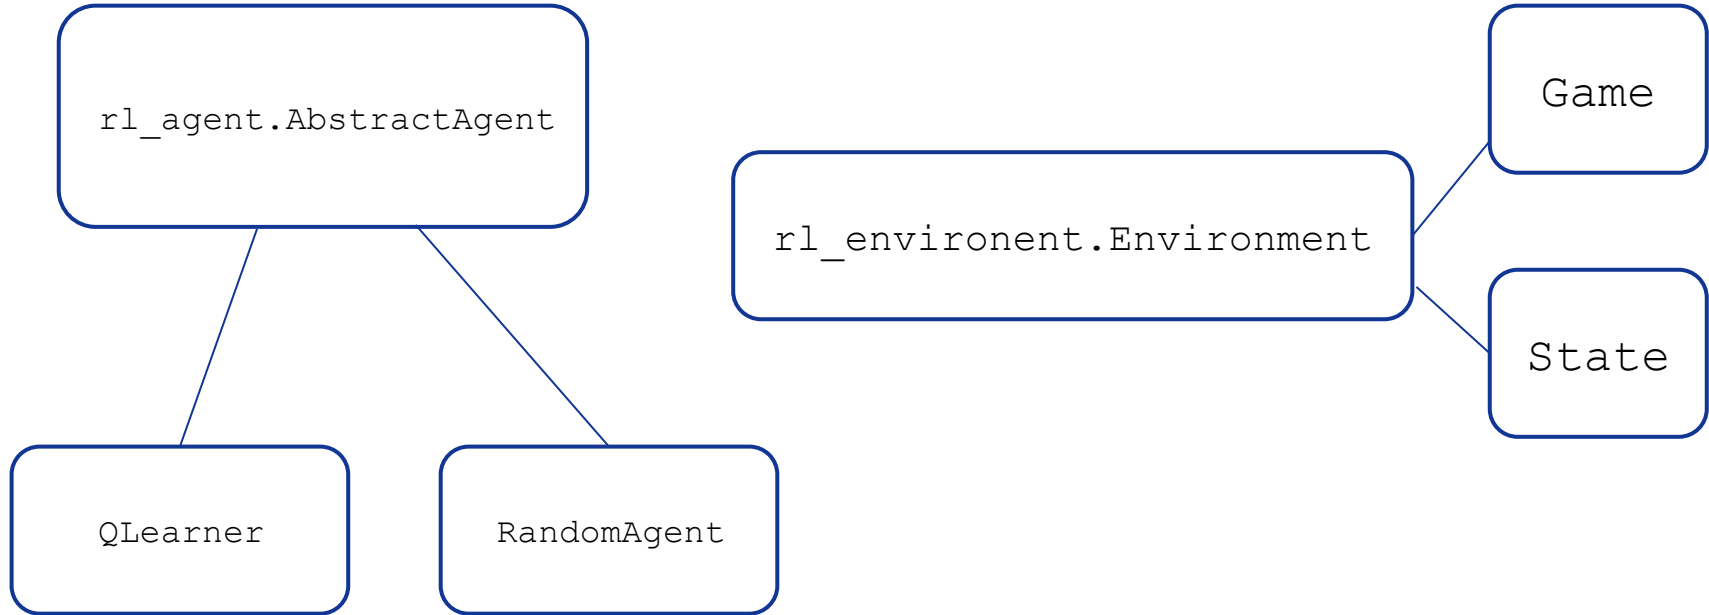 rl_agent.AbstractAgent
QLearner
RandomAgent
rl_environent.Environment
Game
State